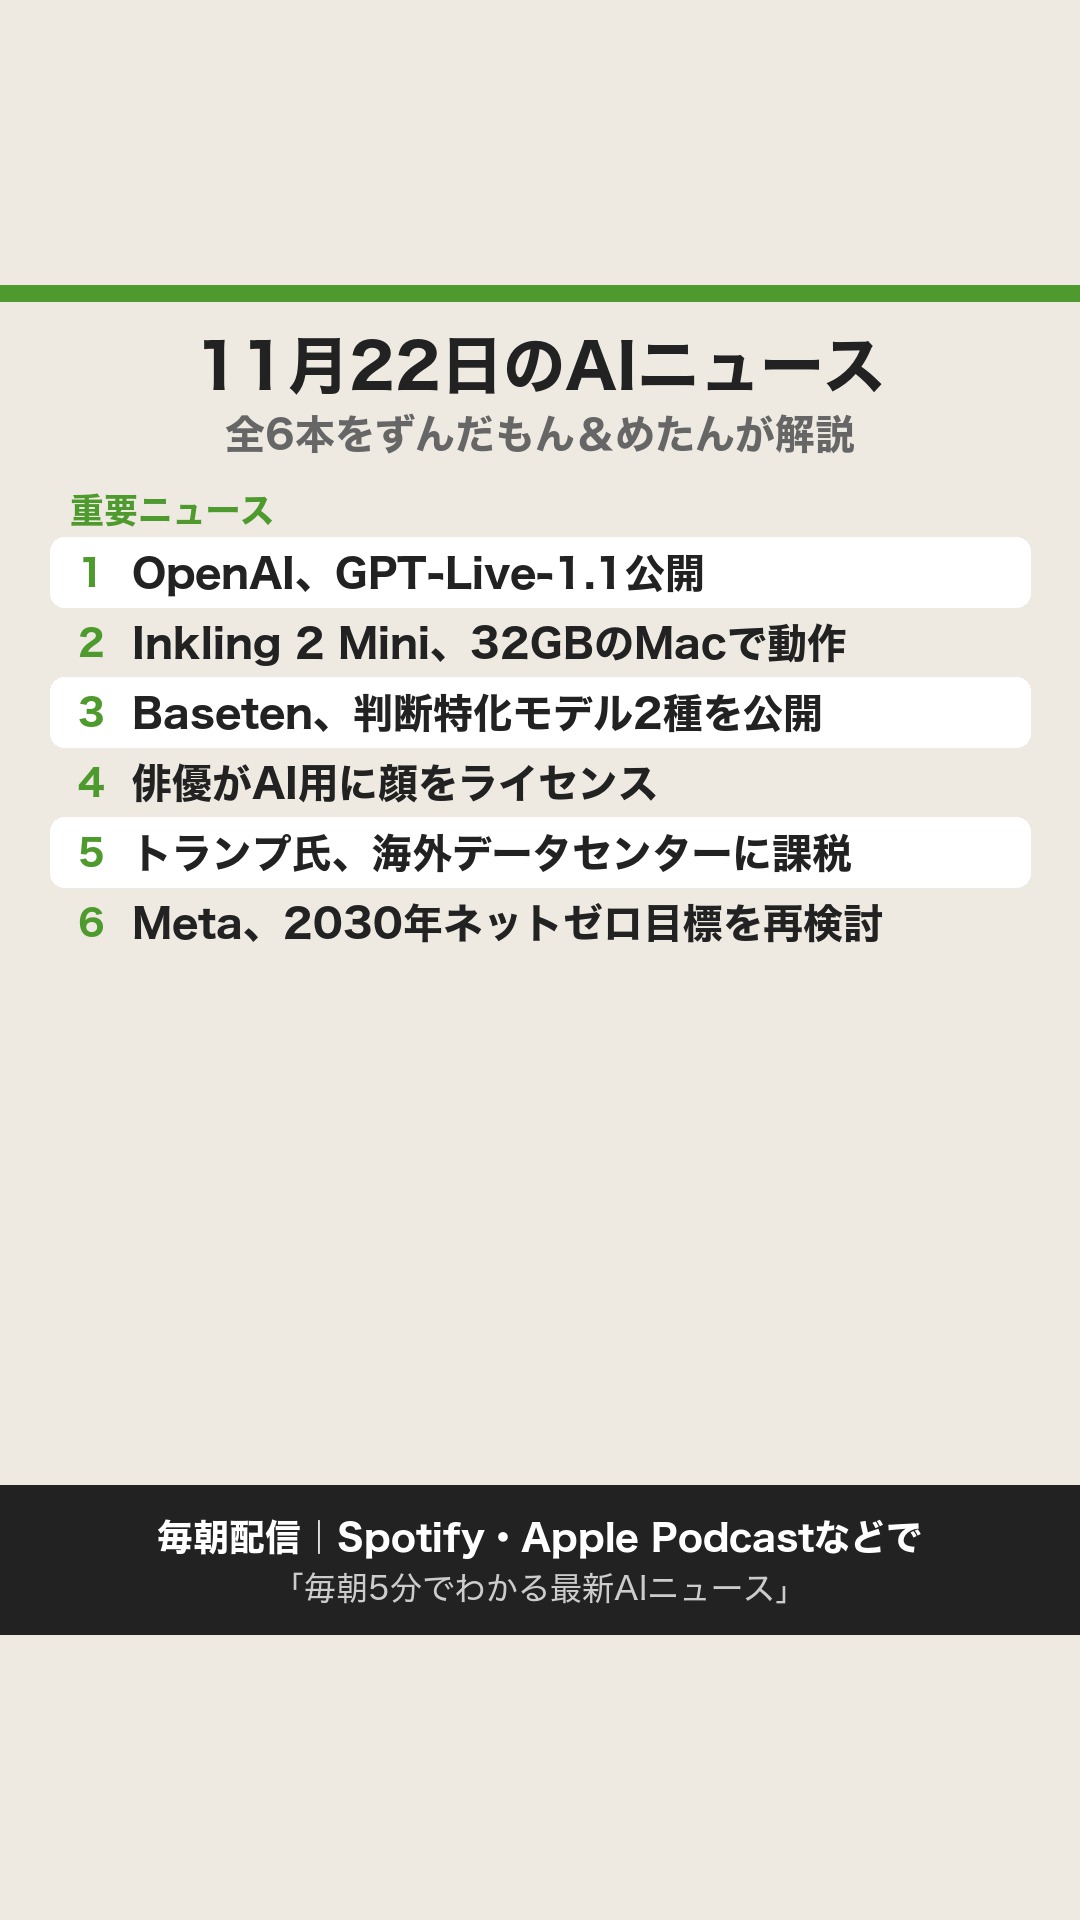 11月22日のAIニュース
全6本をずんだもん＆めたんが解説
重要ニュース
1 OpenAI、GPT-Live-1.1公開
2 Inkling 2 Mini、32GBのMacで動作
3 Baseten、判断特化モデル2種を公開
4 俳優がAI用に顔をライセンス
5 トランプ氏、海外データセンターに課税
6 Meta、2030年ネットゼロ目標を再検討
毎朝配信｜Spotify・Apple Podcastなどで
「毎朝5分でわかる最新AIニュース」